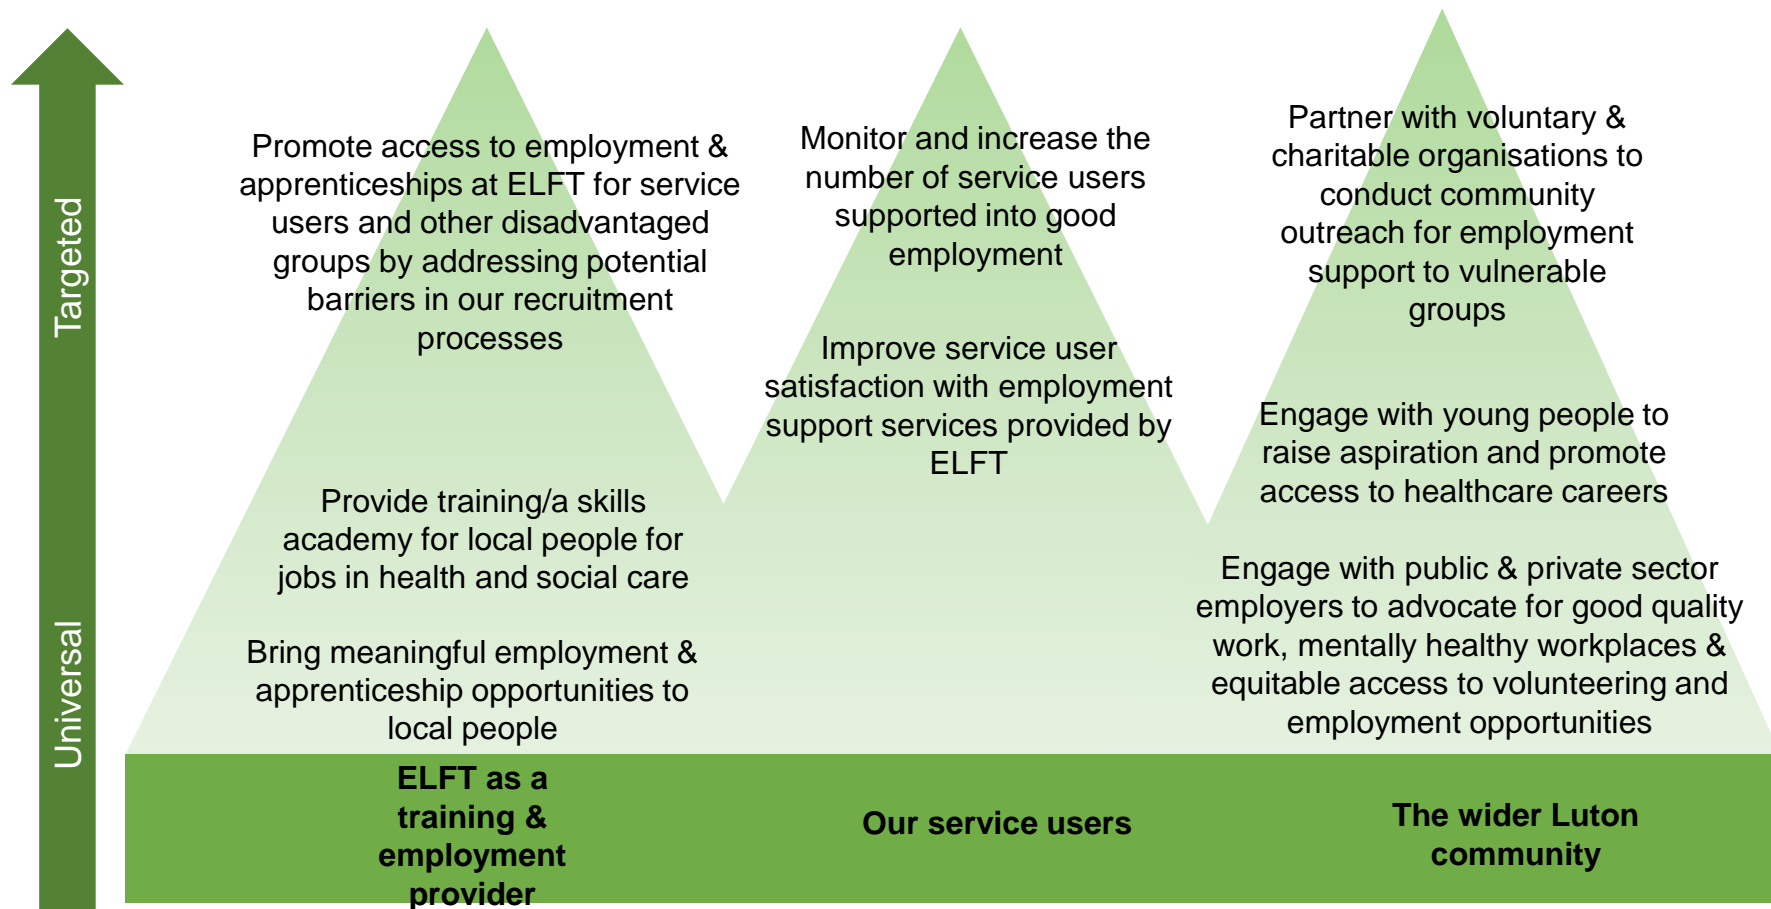 Targeted
Universal
Promote access to employment &
apprenticeships at ELFT for service
users and other disadvantaged
groups by addressing potential
barriers in our recruitment
processes
Provide training/a skills
academy for local people for
jobs in health and social care
Bring meaningful employment &
apprenticeship opportunities to
local people
ELFT as a
training &
employment
provider
Monitor and increase the
number of service users
supported into good
employment
Improve service user
satisfaction with employment
support services provided by
ELFT
Our service users
Partner with voluntary &
charitable organisations to
conduct community
outreach for employment
support to vulnerable
groups
Engage with young people to
raise aspiration and promote
access to healthcare careers
Engage with public & private sector
employers to advocate for good quality
work, mentally healthy workplaces &
equitable access to volunteering and
employment opportunities
The wider Luton
community